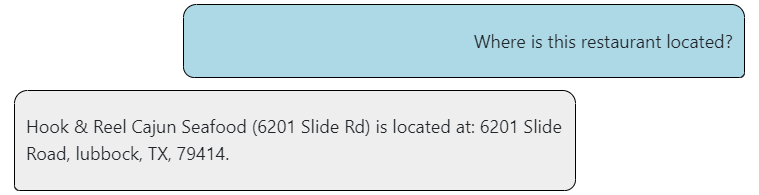 Where is this restaurant located?
Hook & Reel Cajun Seafood (6201 Slide Rd) is located at: 6201 Slide
Road, lubbock, TX, 79414.